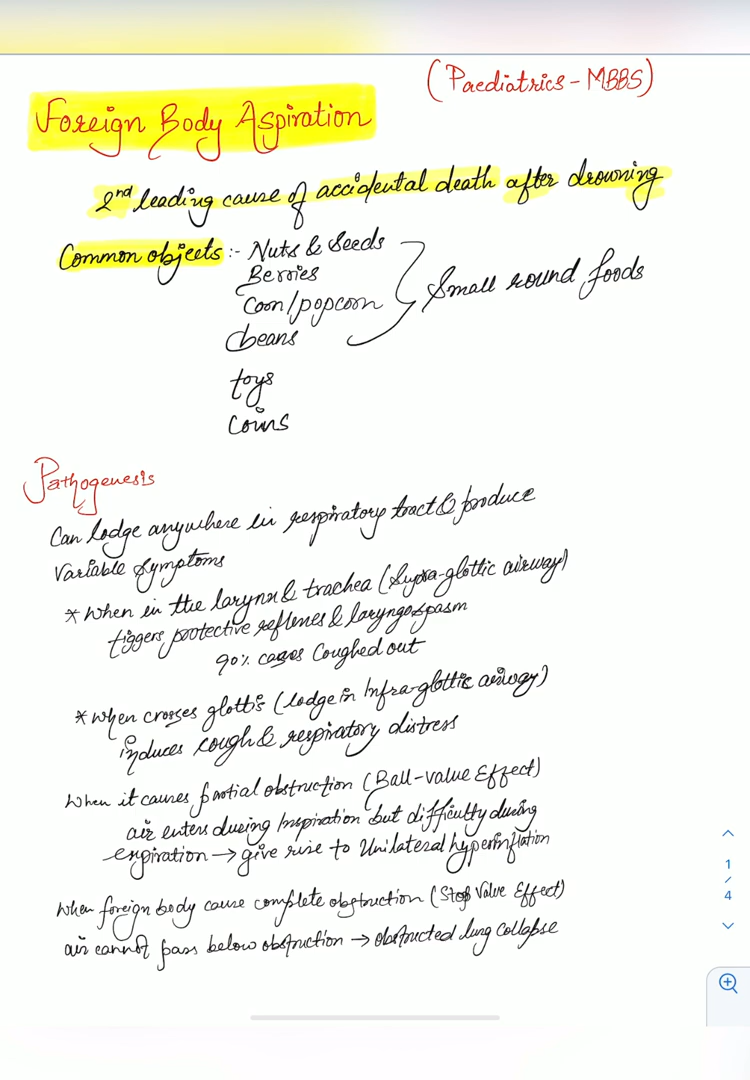 (Paediatrics - MBBS)
Foreign Body Aspiration
2nd leading cause of accidental death after drowning
Common objects :- Nuts & Seeds
Berries
Corn/popcorn
beans
Small round foods
toys
Coins
Pathogenesis
Can lodge anywhere in respiratory tract & produce
Variable Symptoms
* When in the larynx & trachea (Supra-glottic airway)
tiggers protective reflexes & laryngospasm
90% cases Coughed out
* When crosses glottis (lodge in Infra-glottic airway)
induces cough & respiratory distress
When it causes partial obstruction (Ball-value Effect)
air enters during Inspiration but difficulty during
expiration → give rise to Unilateral hyperinflation
When foreign body cause complete obstruction (Stop Value Effect)
air cannot pass below obstruction → obstructed lung collapse
1
/
4